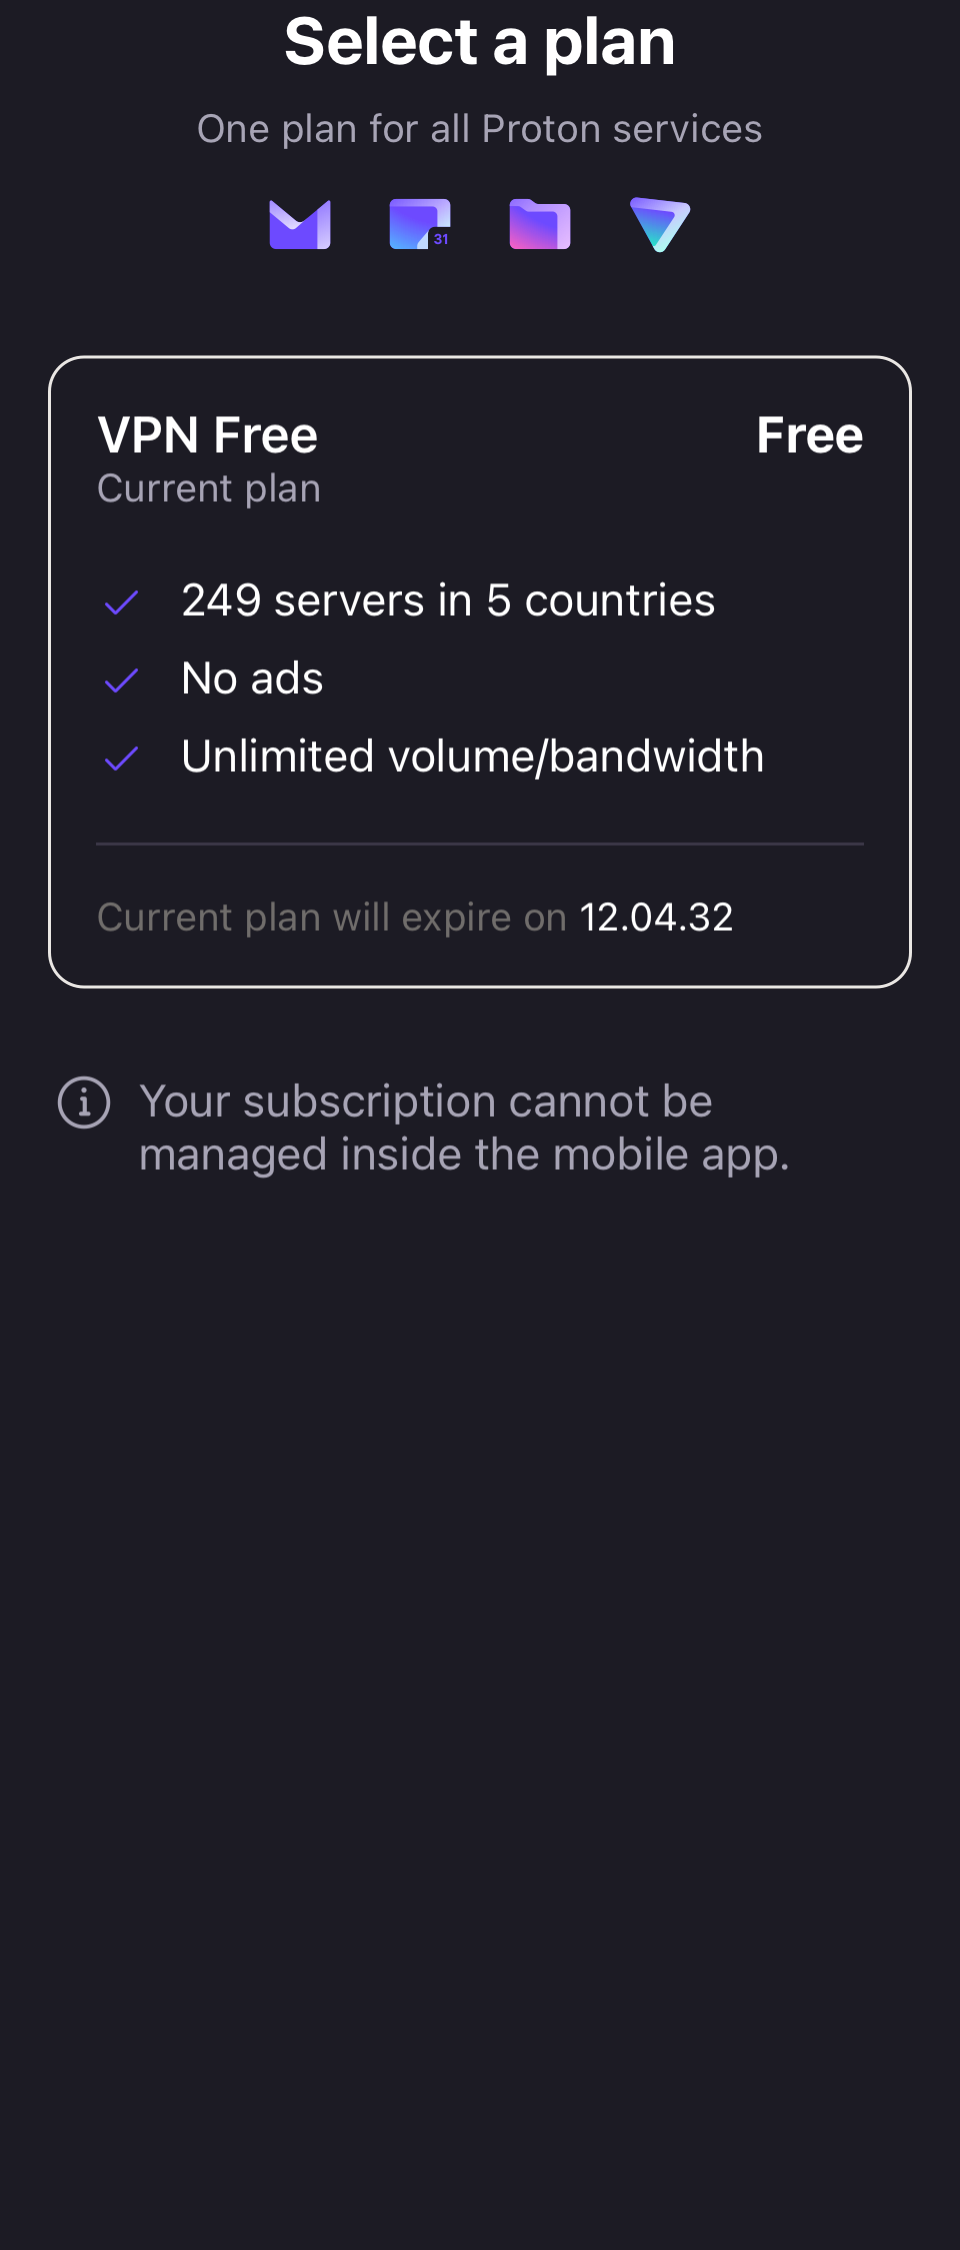 Select a plan
One plan for all Proton services
31
VPN Free Free
Current plan
249 servers in 5 countries
No ads
Unlimited volume/bandwidth
Current plan will expire on 12.04.32
Your subscription cannot be
managed inside the mobile app.